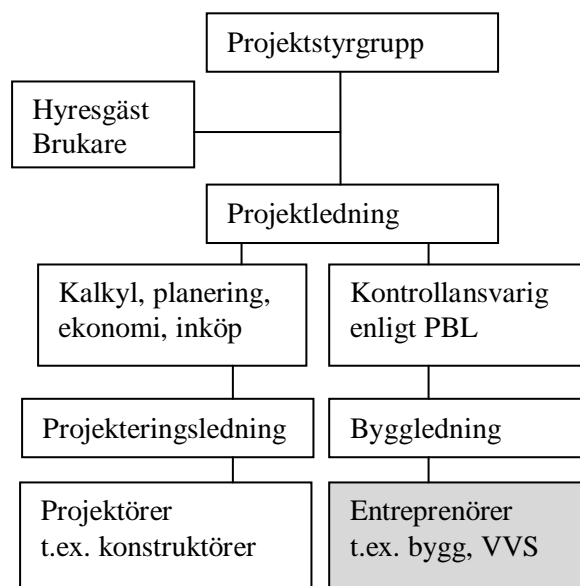 Projektstyrgrupp
Hyresgäst
Brukare
Projektledning
Kalkyl, planering,
ekonomi, inköp
Kontrollansvarig
enligt PBL
Projekteringsledning
Byggledning
Projektörer
t.ex. konstruktörer
Entreprenörer
t.ex. bygg, VVS